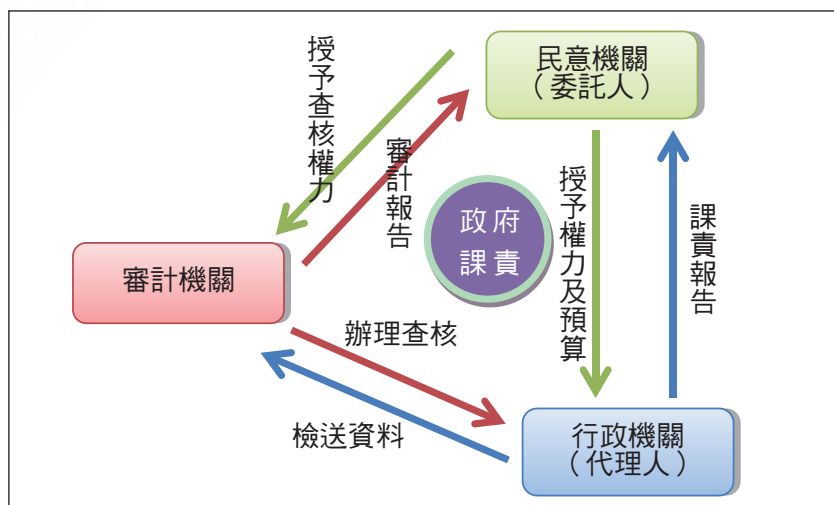 民意機關
（委託人）
授予查核權力
審計報告
政府
課責
授予權力及預算
課責報告
審計機關
辦理查核
檢送資料
行政機關
（代理人）